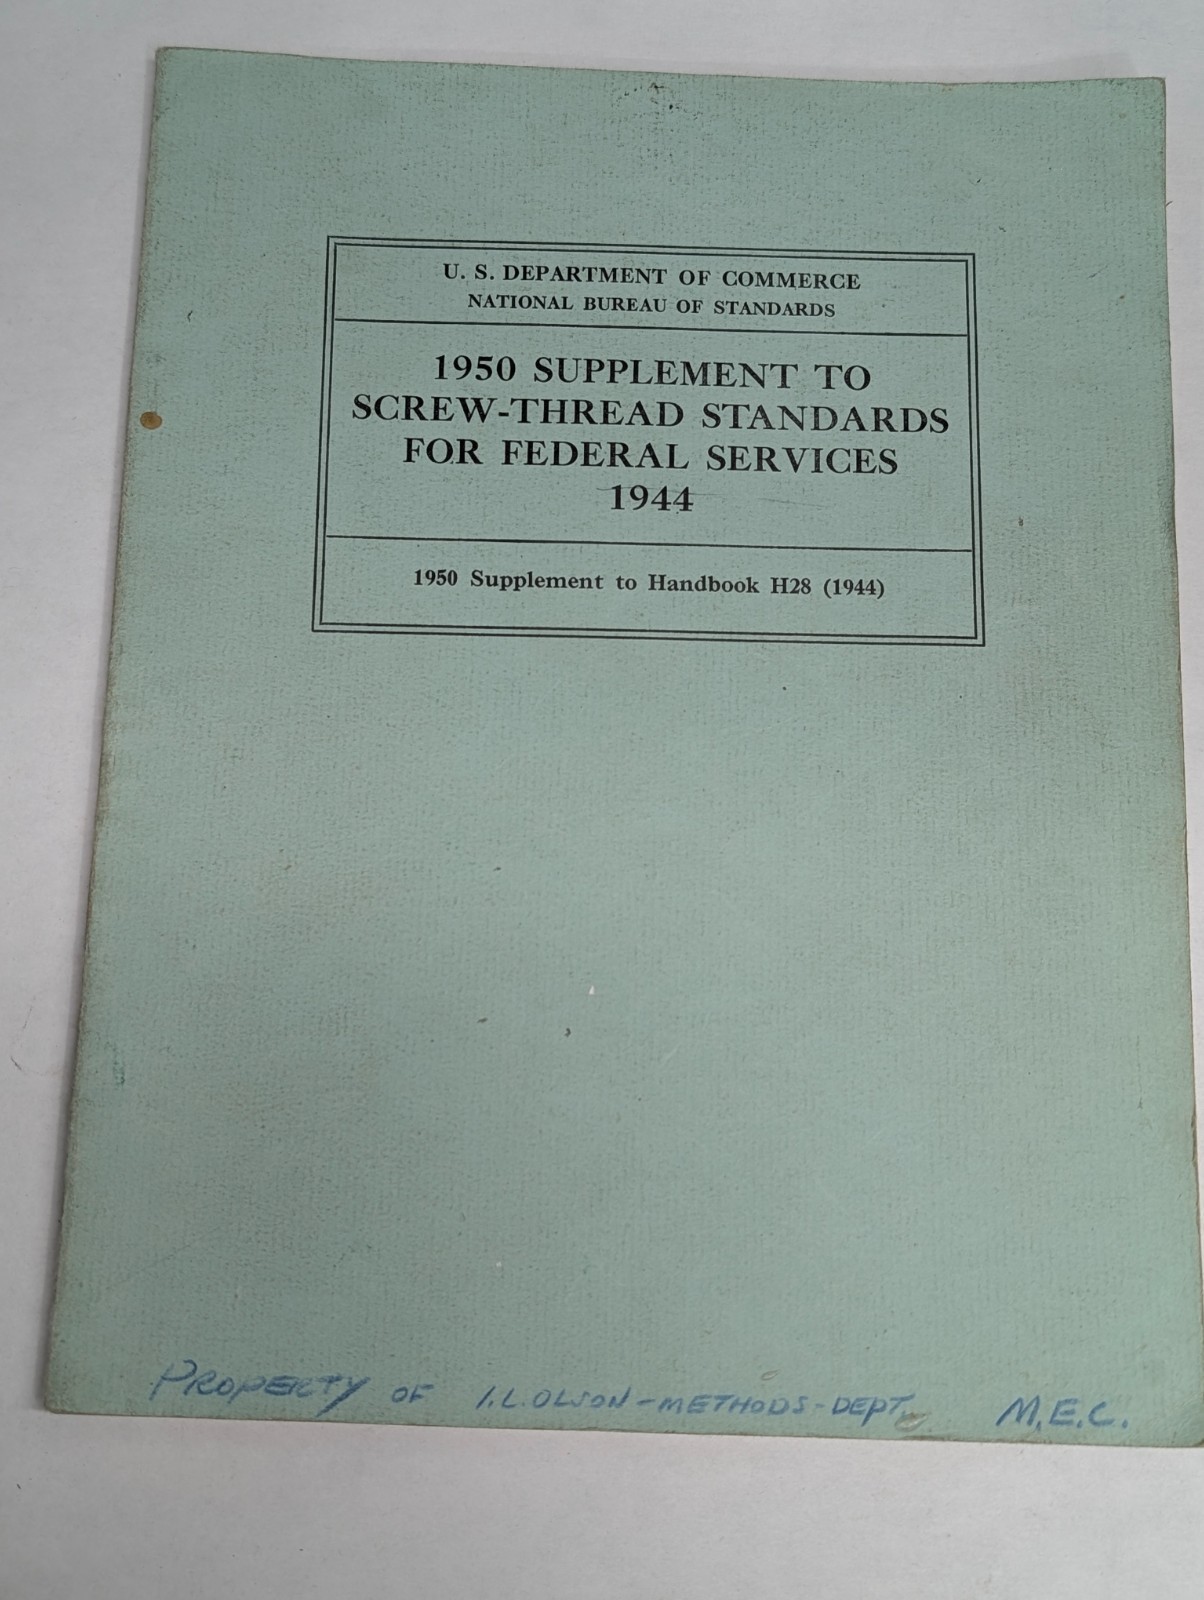 U. S. DEPARTMENT OF COMMERCE
NATIONAL BUREAU OF STANDARDS
1950 SUPPLEMENT TO
SCREW-THREAD STANDARDS
FOR FEDERAL SERVICES
1944
1950 Supplement to Handbook H28 (1944)
PROPERTY OF I.L.OLSON-METHODS-DEPT. M.E.C.